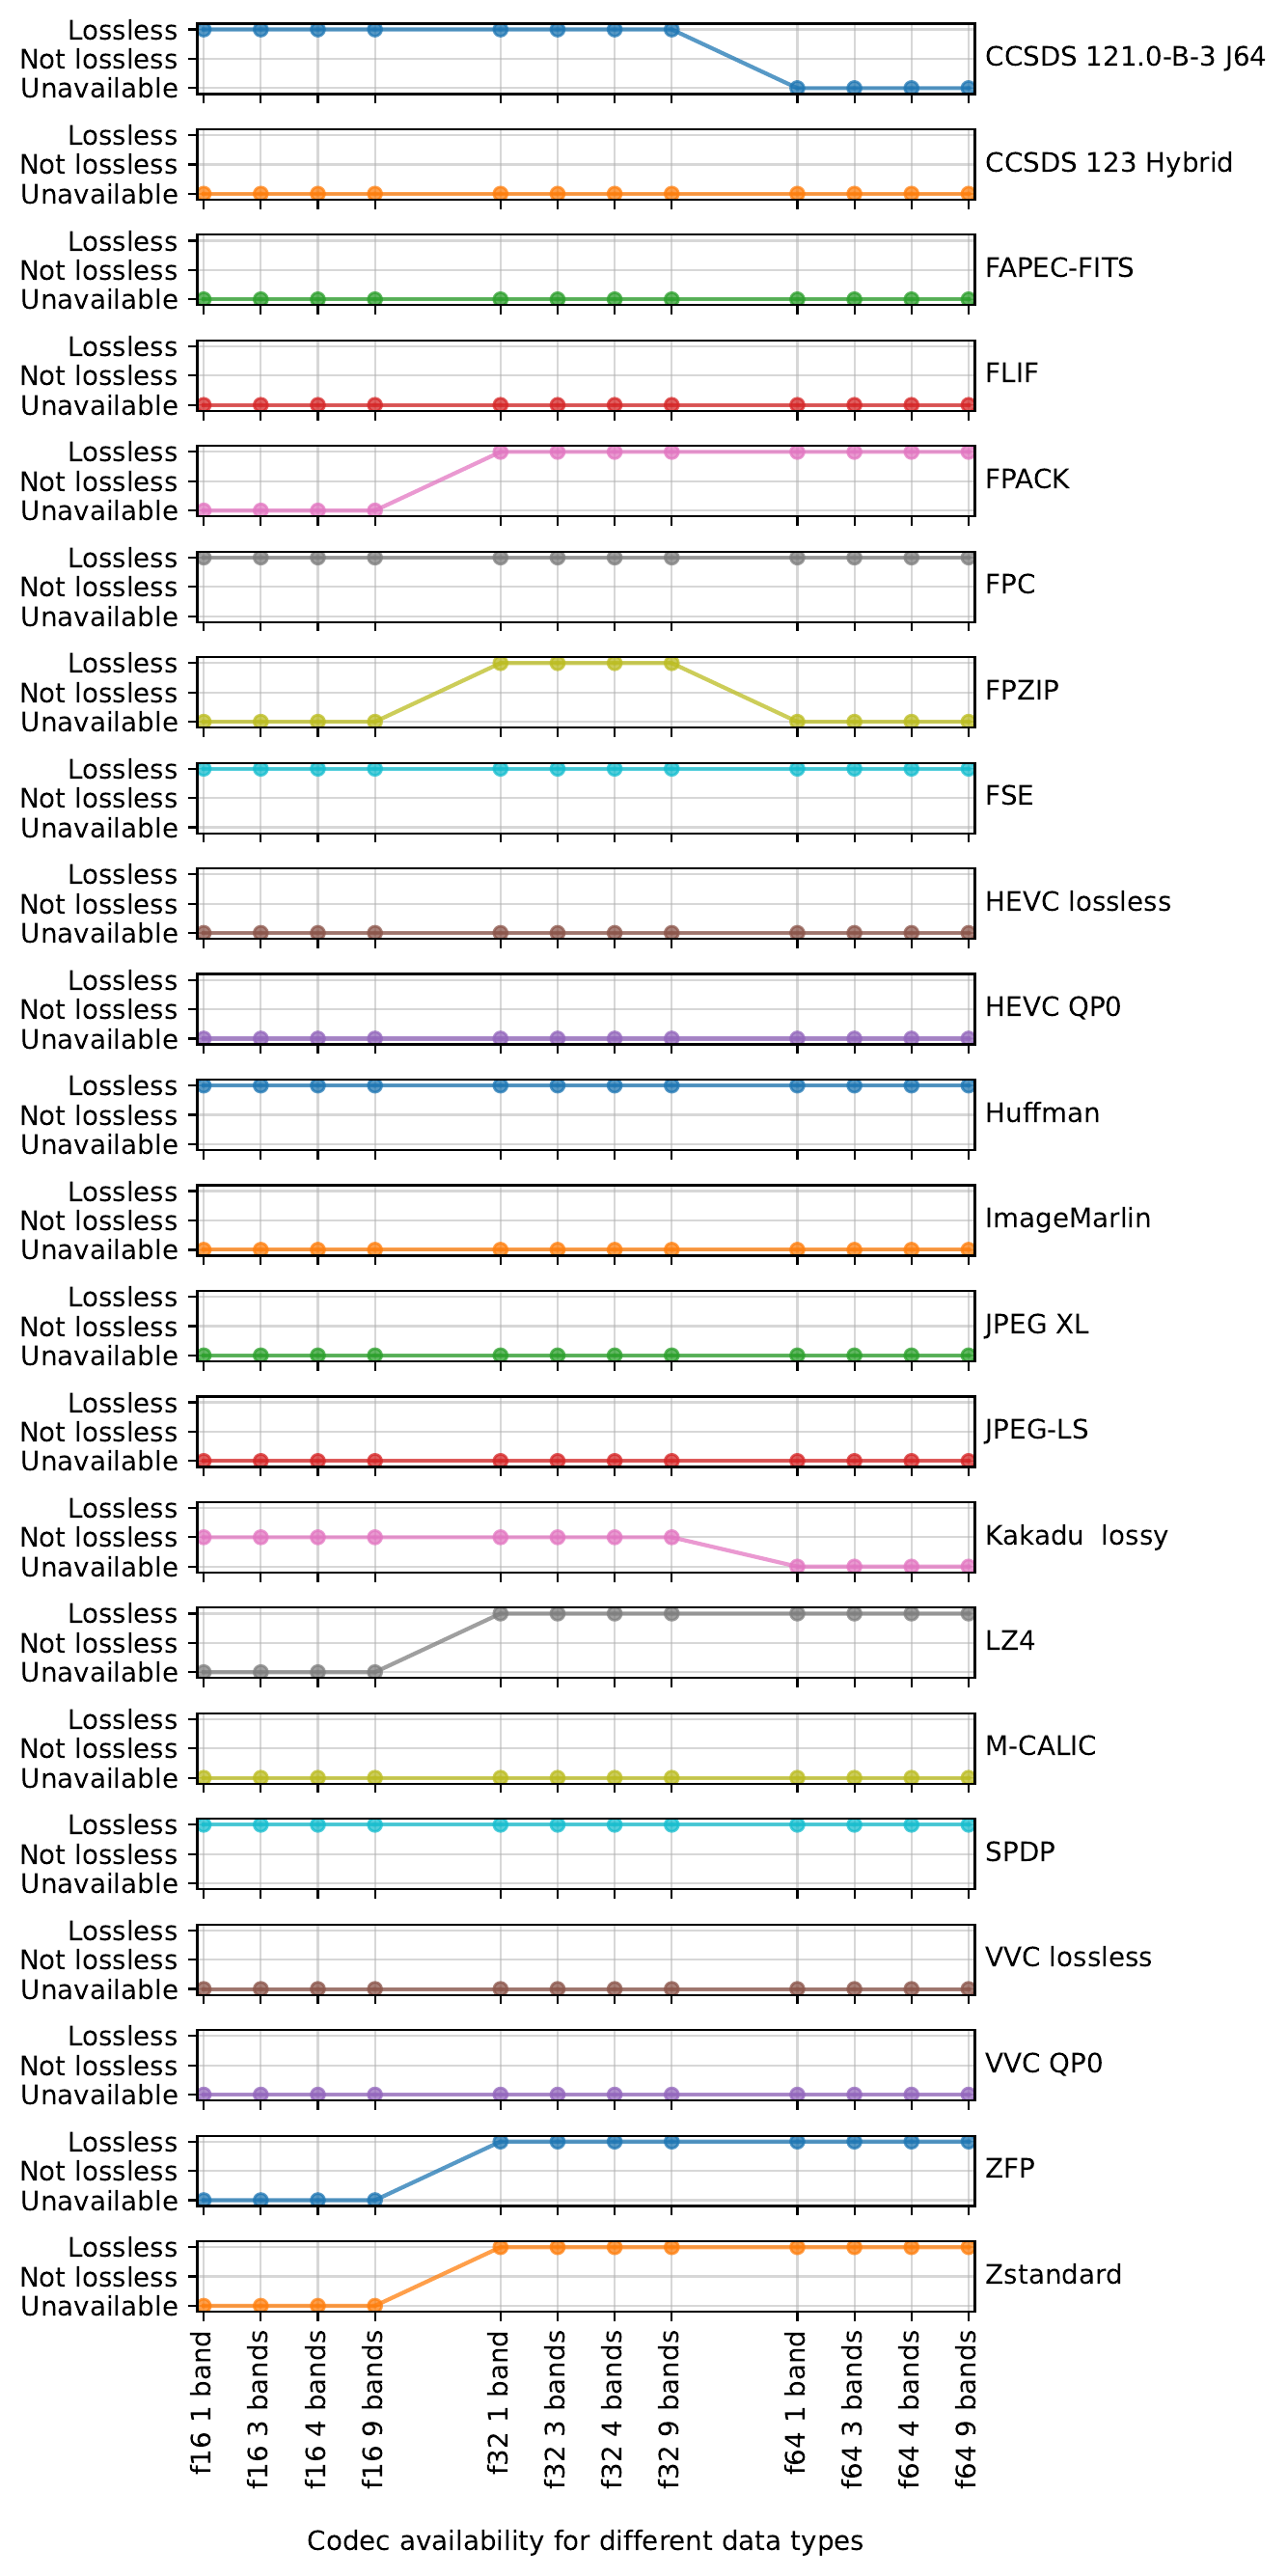 Lossless
Not lossless
Unavailable
CCSDS 121.0-B-3 J64
Lossless
Not lossless
Unavailable
CCSDS 123 Hybrid
Lossless
Not lossless
Unavailable
FAPEC-FITS
Lossless
Not lossless
Unavailable
FLIF
Lossless
Not lossless
Unavailable
FPACK
Lossless
Not lossless
Unavailable
FPC
Lossless
Not lossless
Unavailable
FPZIP
Lossless
Not lossless
Unavailable
FSE
Lossless
Not lossless
Unavailable
HEVC lossless
Lossless
Not lossless
Unavailable
HEVC QP0
Lossless
Not lossless
Unavailable
Huffman
Lossless
Not lossless
Unavailable
ImageMarlin
Lossless
Not lossless
Unavailable
JPEG XL
Lossless
Not lossless
Unavailable
JPEG-LS
Lossless
Not lossless
Unavailable
Kakadu  lossy
Lossless
Not lossless
Unavailable
LZ4
Lossless
Not lossless
Unavailable
M-CALIC
Lossless
Not lossless
Unavailable
SPDP
Lossless
Not lossless
Unavailable
VVC lossless
Lossless
Not lossless
Unavailable
VVC QP0
Lossless
Not lossless
Unavailable
ZFP
Lossless
Not lossless
Unavailable
Zstandard
f16 1 band
f16 3 bands
f16 4 bands
f16 9 bands
f32 1 band
f32 3 bands
f32 4 bands
f32 9 bands
f64 1 band
f64 3 bands
f64 4 bands
f64 9 bands
Codec availability for different data types